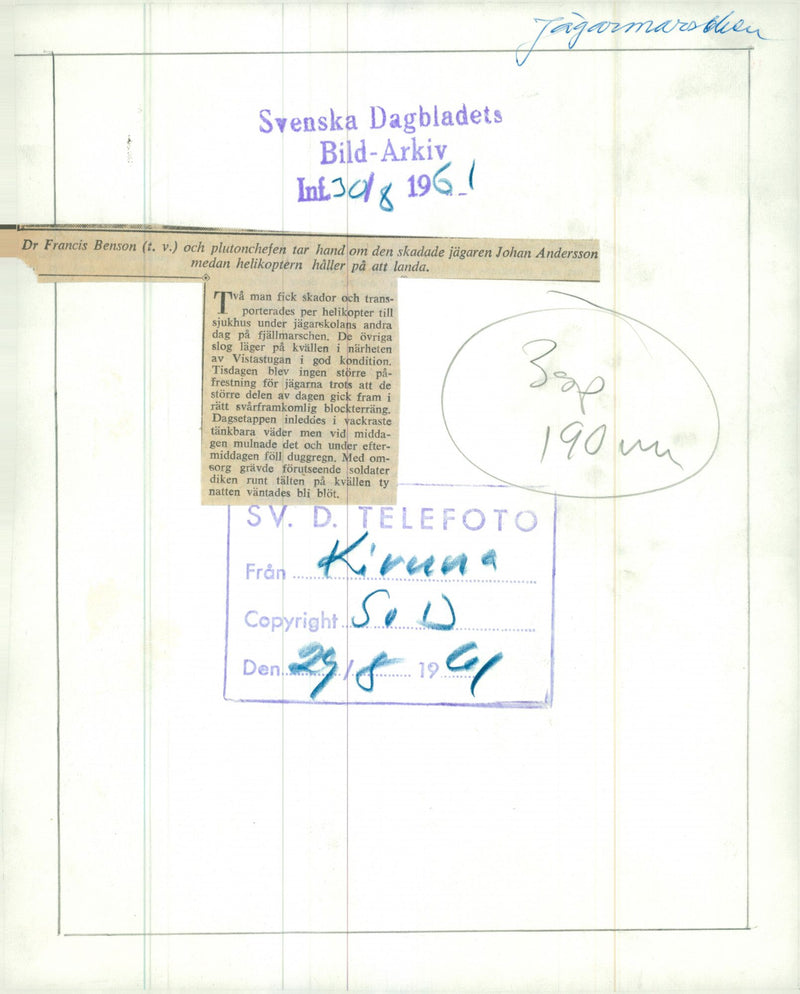 Jägarmarschen
Svenska Dagbladets
Bild-Arkiv
Inf. 30/8 1961
Dr Francis Benson (t. v.) och plutonchefen tar hand om den skadade jägaren Johan Andersson
medan helikoptern håller på att landa.
Två man fick skador och trans-
porterades per helikopter till
sjukhus under jägarskolans andra
dag på fjällmarschen. De övriga
slog läger på kvällen i närheten
av Vistastugan i god kondition.
Tisdagen blev ingen större på-
frestning för jägarna trots att de
större delen av dagen gick fram i
rätt svårframkomlig blockterräng.
Dagsetappen inleddes i vackraste
tänkbara väder men vid midda-
gen mulnade det och under efter-
middagen föll duggregn. Med om-
sorg grävde förutseende soldater
diken runt tälten på kvällen ty
natten väntades bli blöt.
3 sp
190 mm
SV. D. TELEFOTO
Från Kiruna
Copyright Sv D
Den 29/8 1961